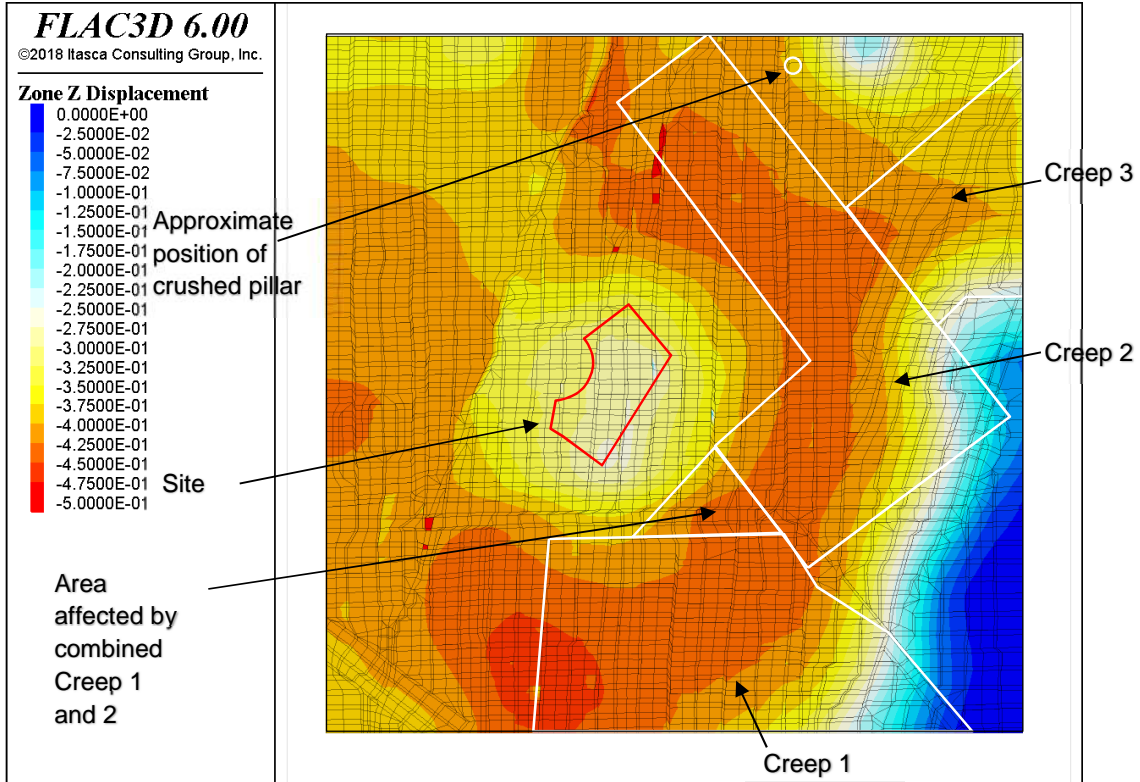 FLAC3D 6.00
©2018 Itasca Consulting Group, Inc.
Zone Z Displacement
0.0000E+00
-2.5000E-02
-5.0000E-02
-7.5000E-02
-1.0000E-01
-1.2500E-01
-1.5000E-01
-1.7500E-01
-2.0000E-01
-2.2500E-01
-2.5000E-01
-2.7500E-01
-3.0000E-01
-3.2500E-01
-3.5000E-01
-3.7500E-01
-4.0000E-01
-4.2500E-01
-4.5000E-01
-4.7500E-01
-5.0000E-01
Approximate
position of
crushed pillar
Site
Area
affected by
combined
Creep 1
and 2
Creep 3
Creep 2
Creep 1